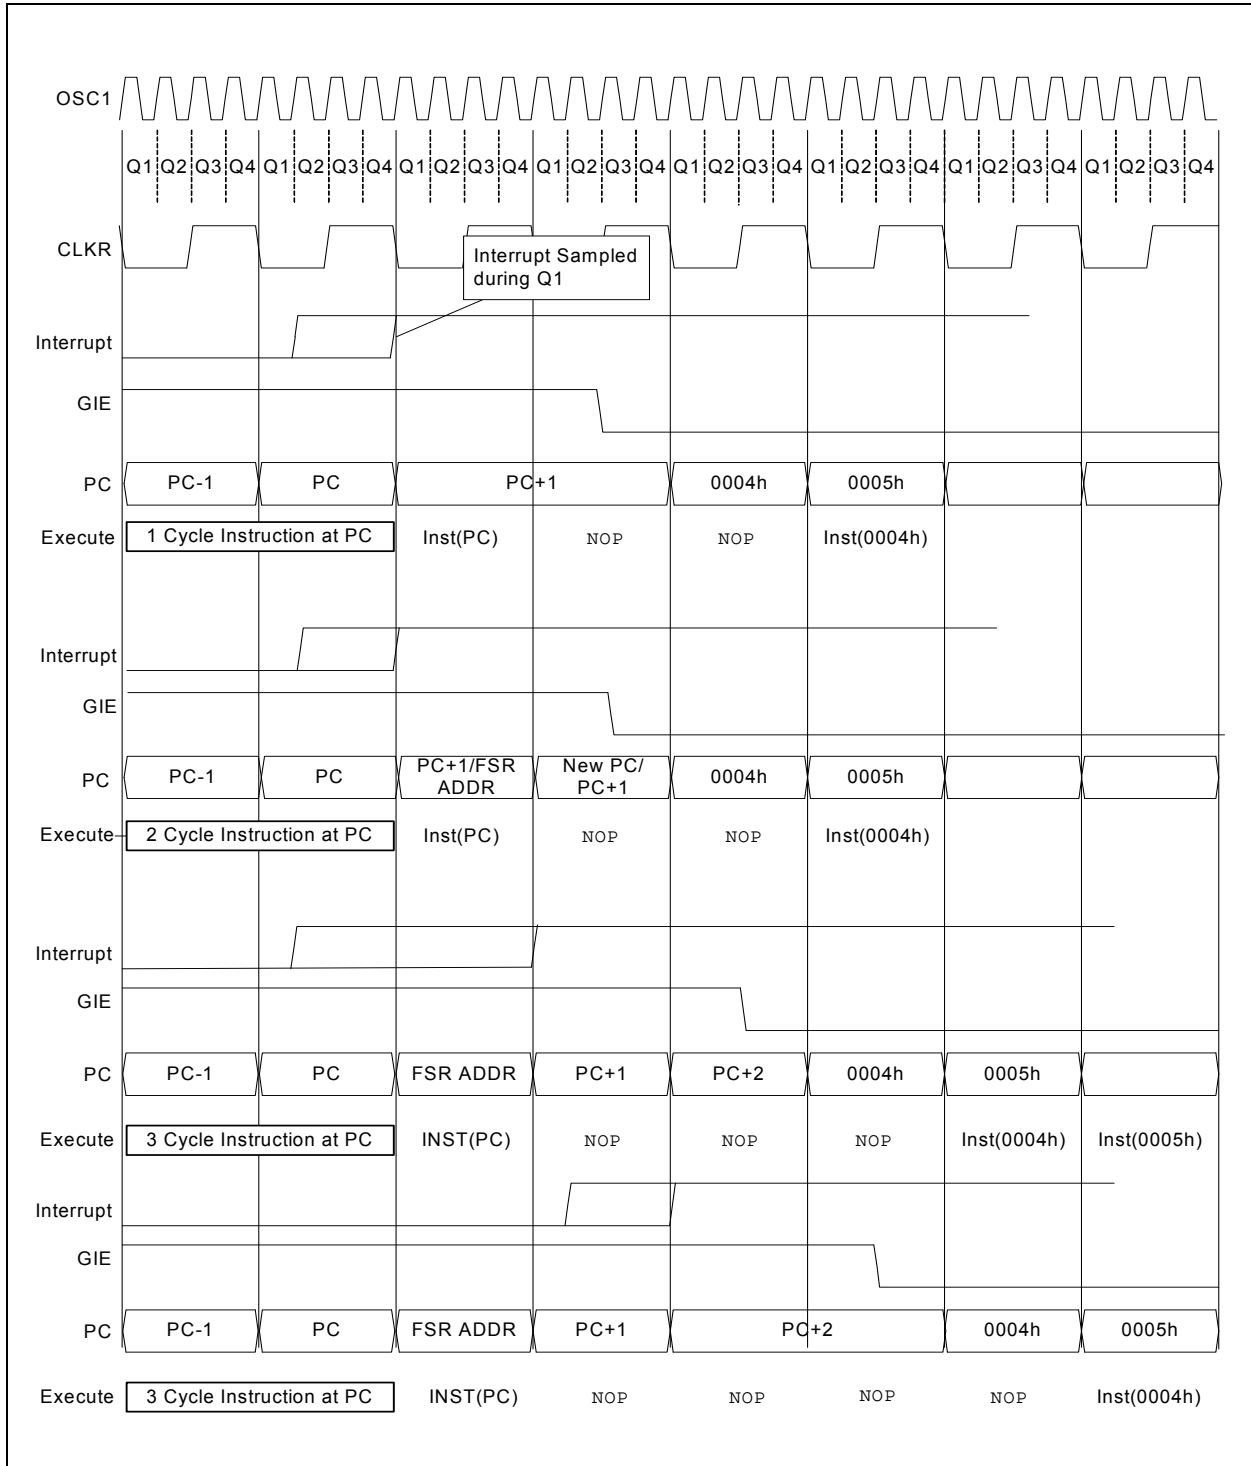 OSC1
Q1 Q2 Q3 Q4 Q1 Q2 Q3 Q4 Q1 Q2 Q3 Q4 Q1 Q2 Q3 Q4 Q1 Q2 Q3 Q4 Q1 Q2 Q3 Q4 Q1 Q2 Q3 Q4 Q1 Q2 Q3 Q4
CLKR
Interrupt Sampled
during Q1
Interrupt
GIE
PC PC-1 PC PC+1 0004h 0005h
Execute 1 Cycle Instruction at PC Inst(PC) NOP NOP Inst(0004h)
Interrupt
GIE
PC PC-1 PC PC+1/FSR ADDR New PC/ PC+1 0004h 0005h
Execute 2 Cycle Instruction at PC Inst(PC) NOP NOP Inst(0004h)
Interrupt
GIE
PC PC-1 PC FSR ADDR PC+1 PC+2 0004h 0005h
Execute 3 Cycle Instruction at PC INST(PC) NOP NOP NOP Inst(0004h) Inst(0005h)
Interrupt
GIE
PC PC-1 PC FSR ADDR PC+1 PC+2 0004h 0005h
Execute 3 Cycle Instruction at PC INST(PC) NOP NOP NOP NOP Inst(0004h)